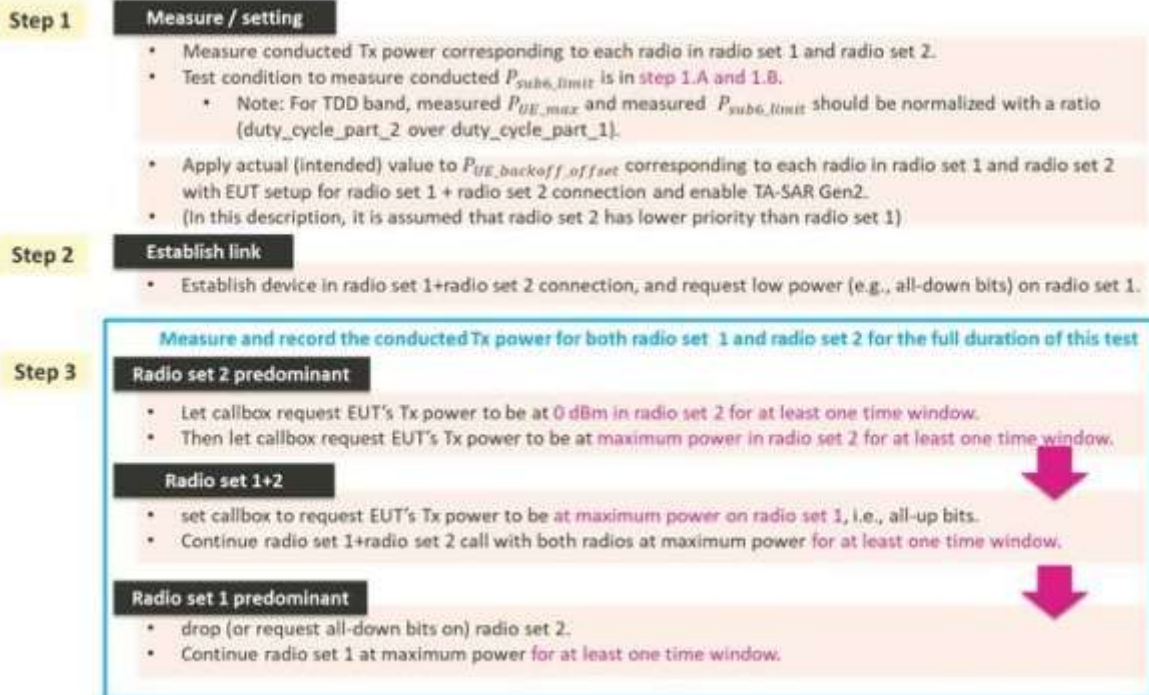 Step 1
Measure / setting
• Measure conducted Tx power corresponding to each radio in radio set 1 and radio set 2.
• Test condition to measure conducted P_sub6_limit is in step 1.A and 1.B.
• Note: For TDD band, measured P_UE_max and measured P_sub6_limit should be normalized with a ratio
(duty_cycle_part_2 over duty_cycle_part_1).
• Apply actual (intended) value to P_UE_backoff_offset corresponding to each radio in radio set 1 and radio set 2
with EUT setup for radio set 1 + radio set 2 connection and enable TA-SAR Gen2.
• (In this description, it is assumed that radio set 2 has lower priority than radio set 1)
Step 2
Establish link
• Establish device in radio set 1+radio set 2 connection, and request low power (e.g., all-down bits) on radio set 1.
Measure and record the conducted Tx power for both radio set 1 and radio set 2 for the full duration of this test
Step 3
Radio set 2 predominant
• Let callbox request EUT's Tx power to be at 0 dBm in radio set 2 for at least one time window.
• Then let callbox request EUT's Tx power to be at maximum power in radio set 2 for at least one time window.
Radio set 1+2
• set callbox to request EUT's Tx power to be at maximum power on radio set 1, i.e., all-up bits.
• Continue radio set 1+radio set 2 call with both radios at maximum power for at least one time window.
Radio set 1 predominant
• drop (or request all-down bits on) radio set 2.
• Continue radio set 1 at maximum power for at least one time window.